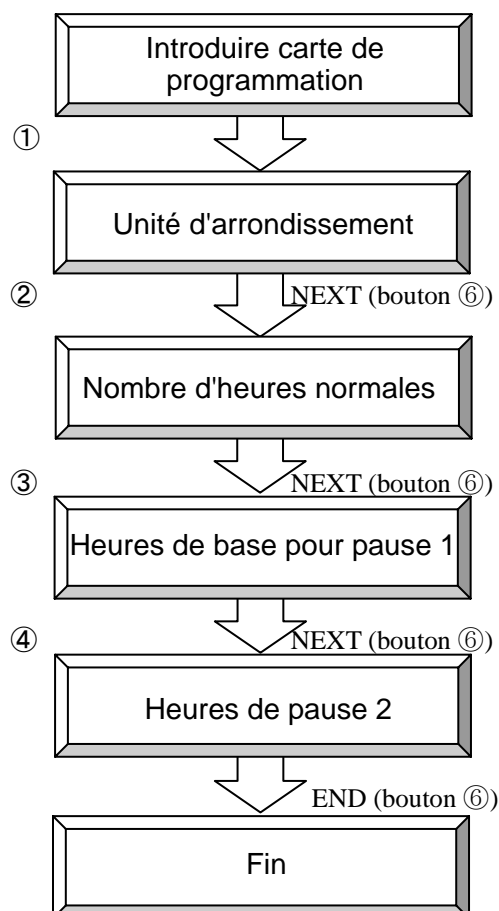 Introduire carte de
programmation
①
Unité d'arrondissement
② NEXT (bouton ⑥)
Nombre d'heures normales
③ NEXT (bouton ⑥)
Heures de base pour pause 1
④ NEXT (bouton ⑥)
Heures de pause 2
END (bouton ⑥)
Fin